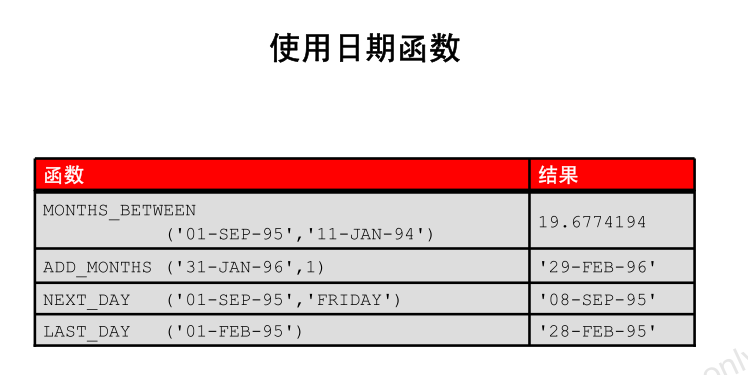 使用日期函数
函数 结果
MONTHS_BETWEEN
('01-SEP-95','11-JAN-94') 19.6774194
ADD_MONTHS ('31-JAN-96',1) '29-FEB-96'
NEXT_DAY ('01-SEP-95','FRIDAY') '08-SEP-95'
LAST_DAY ('01-FEB-95') '28-FEB-95'
only